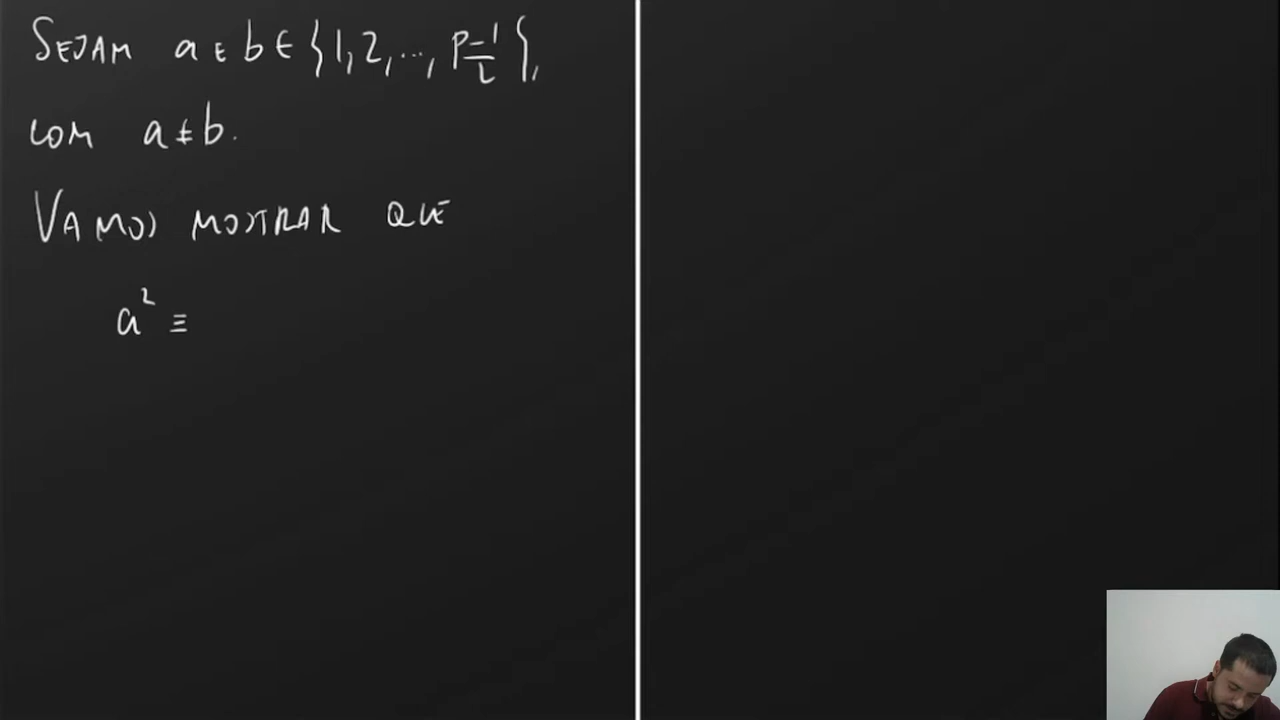 SEJAM a E b ∈ {1, 2, ..., P-1/2},
COM a ≠ b.
VAMOS MOSTRAR QUE
a² ≡